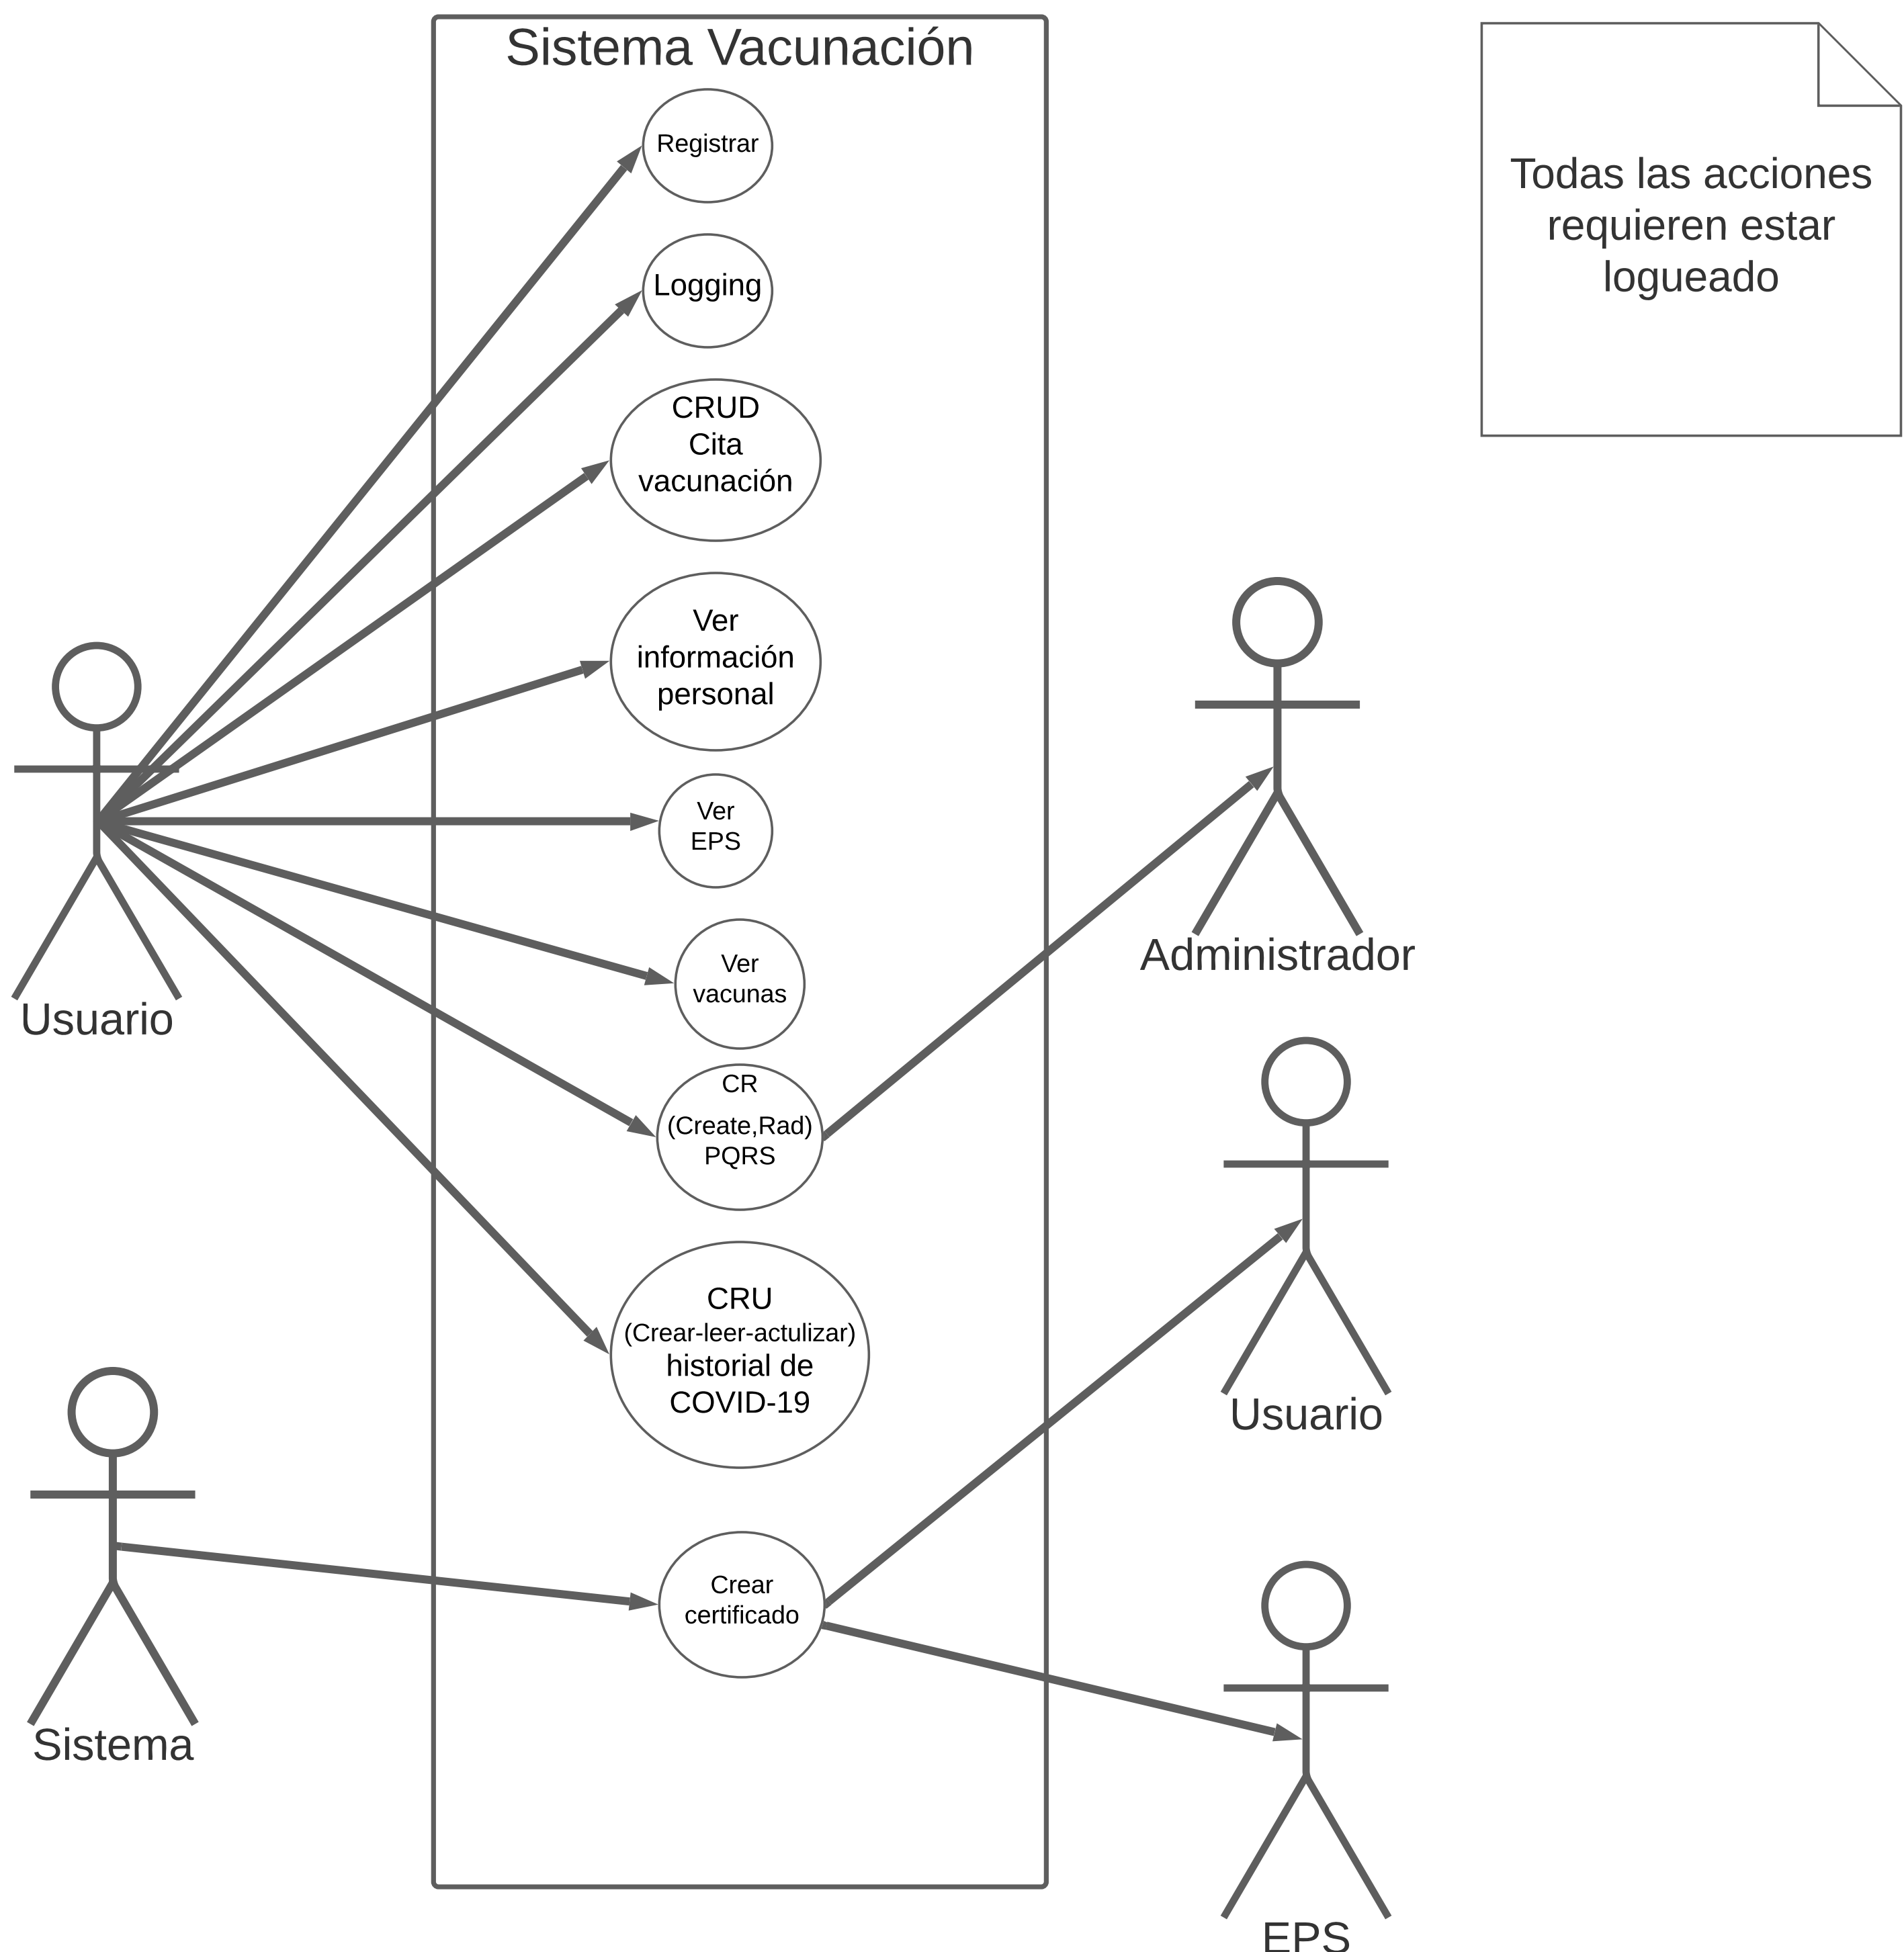 Sistema Vacunación
Registrar
Logging
CRUD
Cita
vacunación
Ver
información
personal
Ver
EPS
Ver
vacunas
CR
(Create,Rad)
PQRS
CRU
(Crear-leer-actulizar)
historial de
COVID-19
Crear
certificado
Usuario
Sistema
Todas las acciones
requieren estar
logueado
Administrador
Usuario
EPS